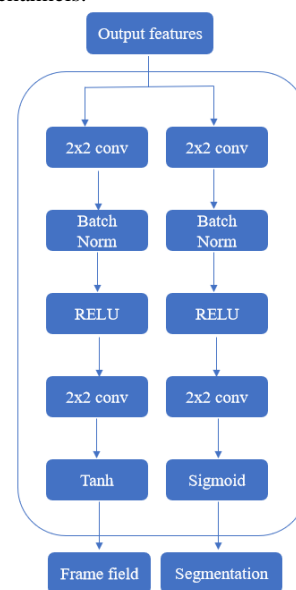 Output features
2x2 conv
2x2 conv
Batch
Norm
Batch
Norm
RELU
RELU
2x2 conv
2x2 conv
Tanh
Sigmoid
Frame field
Segmentation